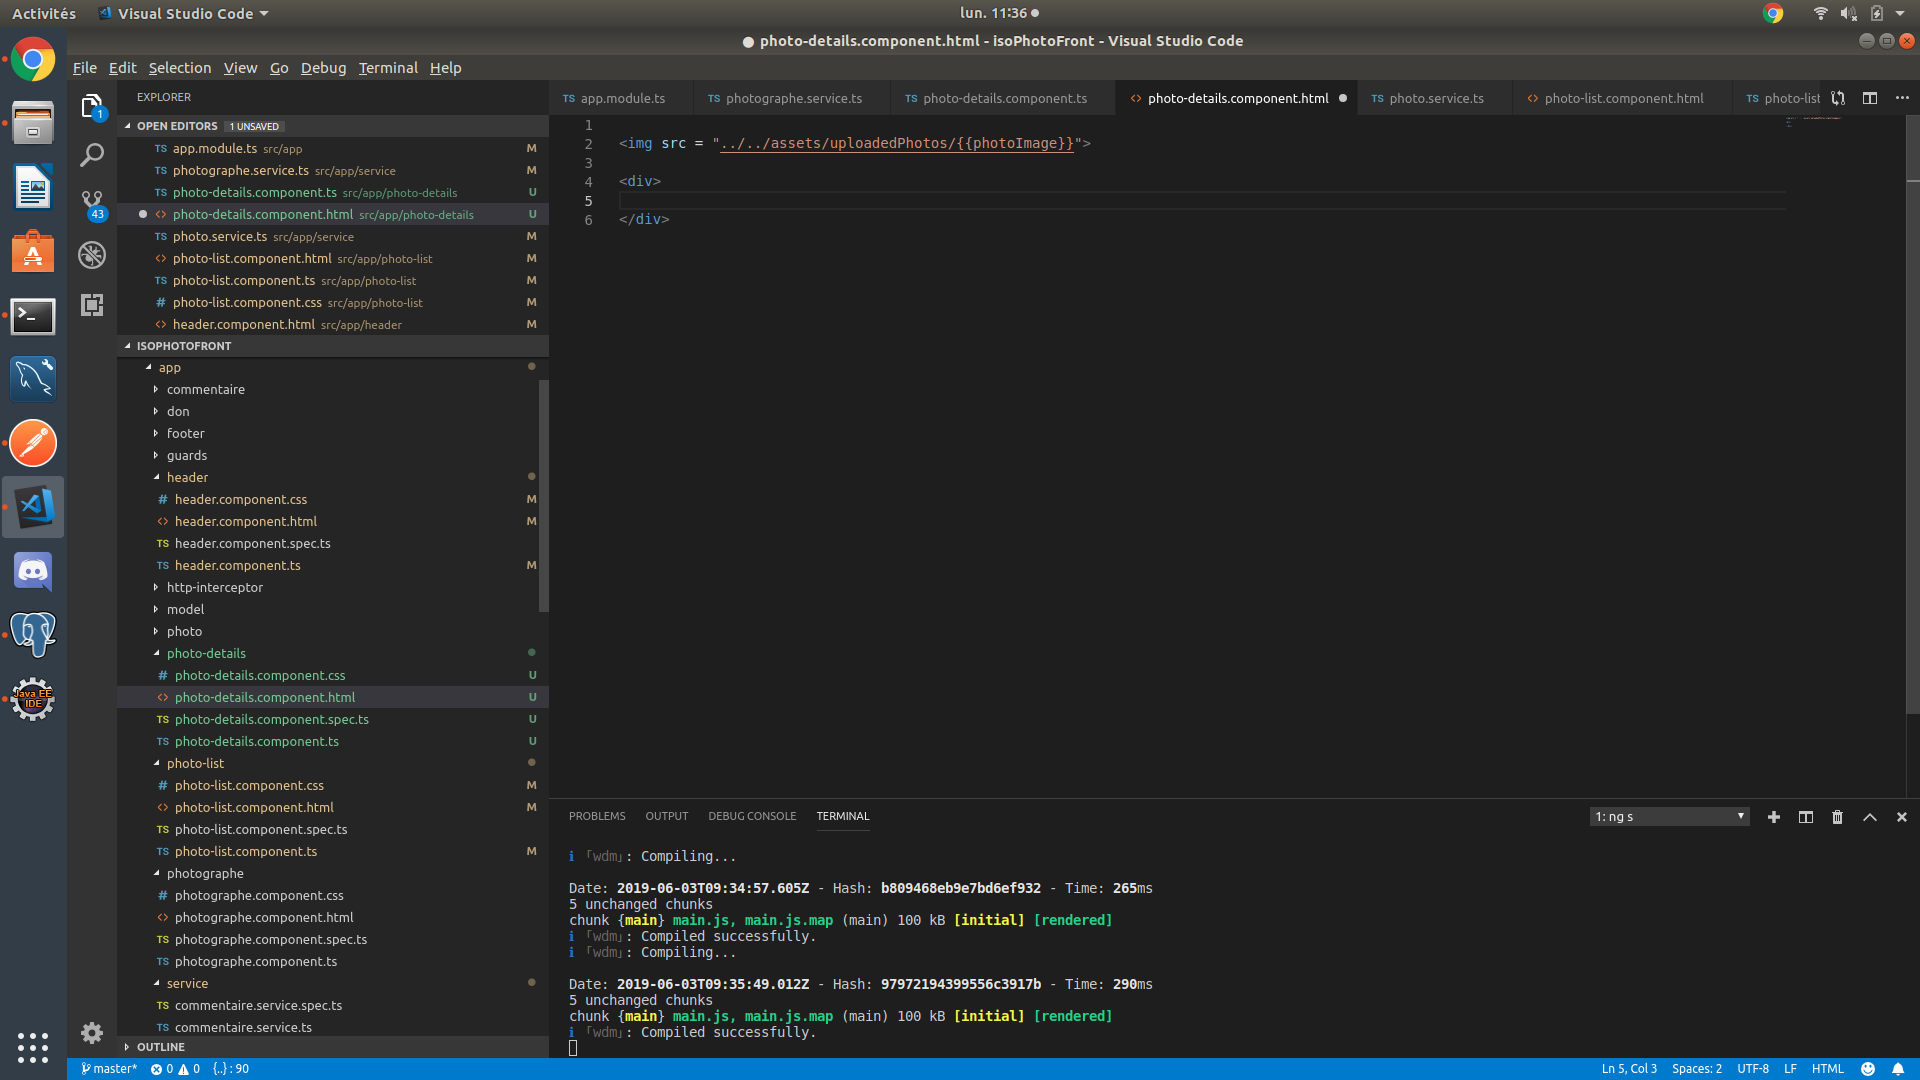 Activités
Visual Studio Code
lun. 11:36
● photo-details.component.html - isoPhotoFront - Visual Studio Code
File Edit Selection View Go Debug Terminal Help
EXPLORER
OPEN EDITORS 1 UNSAVED
TS app.module.ts src/app M
TS photographe.service.ts src/app/service M
TS photo-details.component.ts src/app/photo-details U
<> photo-details.component.html src/app/photo-details U
TS photo.service.ts src/app/service M
<> photo-list.component.html src/app/photo-list M
TS photo-list.component.ts src/app/photo-list M
# photo-list.component.css src/app/photo-list M
<> header.component.html src/app/header M
ISOPHOTOFRONT
app
commentaire
don
footer
guards
header
# header.component.css M
<> header.component.html M
TS header.component.spec.ts
TS header.component.ts M
http-interceptor
model
photo
photo-details
# photo-details.component.css U
<> photo-details.component.html U
TS photo-details.component.spec.ts U
TS photo-details.component.ts U
photo-list
# photo-list.component.css M
<> photo-list.component.html M
TS photo-list.component.spec.ts
TS photo-list.component.ts M
photographe
# photographe.component.css
<> photographe.component.html
TS photographe.component.spec.ts
TS photographe.component.ts
service
TS commentaire.service.spec.ts
TS commentaire.service.ts
OUTLINE
1
43
Java EE
IDE
TS app.module.ts TS photographe.service.ts TS photo-details.component.ts <> photo-details.component.html ● TS photo.service.ts <> photo-list.component.html TS photo-list
1
2 <img src = "../../assets/uploadedPhotos/{{photoImage}}">
3
4 <div>
5
6 </div>
PROBLEMS OUTPUT DEBUG CONSOLE TERMINAL
1: ng s
ℹ 「wdm」: Compiling...
Date: 2019-06-03T09:34:57.605Z - Hash: b809468eb9e7bd6ef932 - Time: 265ms
5 unchanged chunks
chunk {main} main.js, main.js.map (main) 100 kB [initial] [rendered]
ℹ 「wdm」: Compiled successfully.
ℹ 「wdm」: Compiling...
Date: 2019-06-03T09:35:49.012Z - Hash: 97972194399556c3917b - Time: 290ms
5 unchanged chunks
chunk {main} main.js, main.js.map (main) 100 kB [initial] [rendered]
ℹ 「wdm」: Compiled successfully.
master* 0 0 {..} : 90
Ln 5, Col 3 Spaces: 2 UTF-8 LF HTML